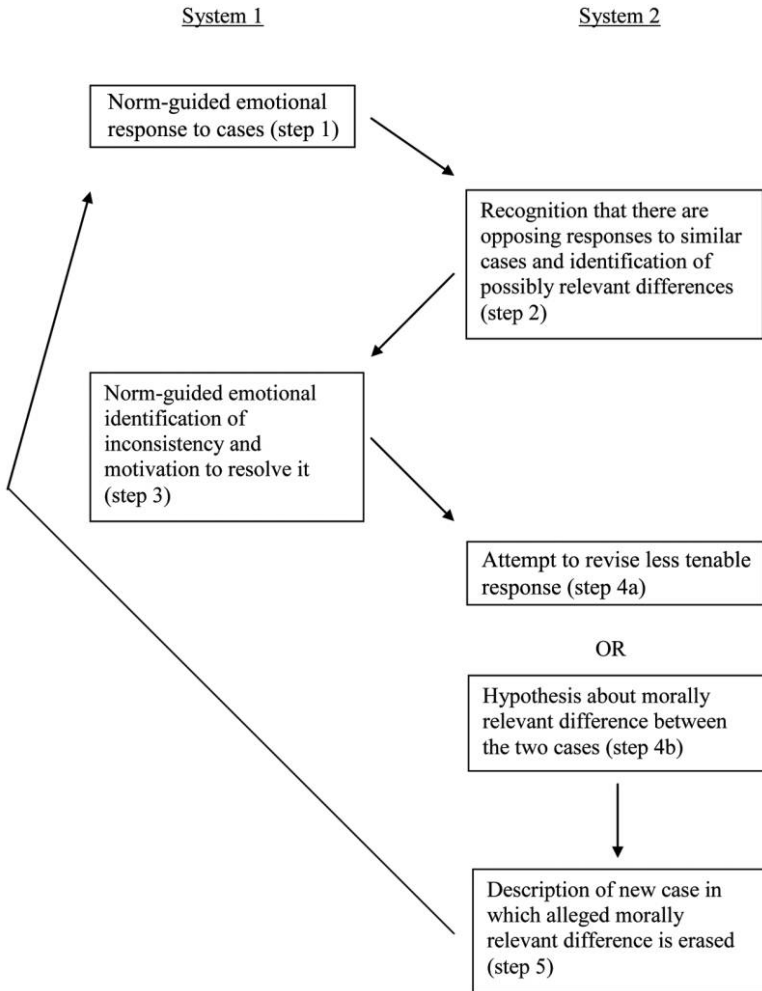 System 1
System 2
Norm-guided emotional
response to cases (step 1)
Recognition that there are
opposing responses to similar
cases and identification of
possibly relevant differences
(step 2)
Norm-guided emotional
identification of
inconsistency and
motivation to resolve it
(step 3)
Attempt to revise less tenable
response (step 4a)
OR
Hypothesis about morally
relevant difference between
the two cases (step 4b)
Description of new case in
which alleged morally
relevant difference is erased
(step 5)